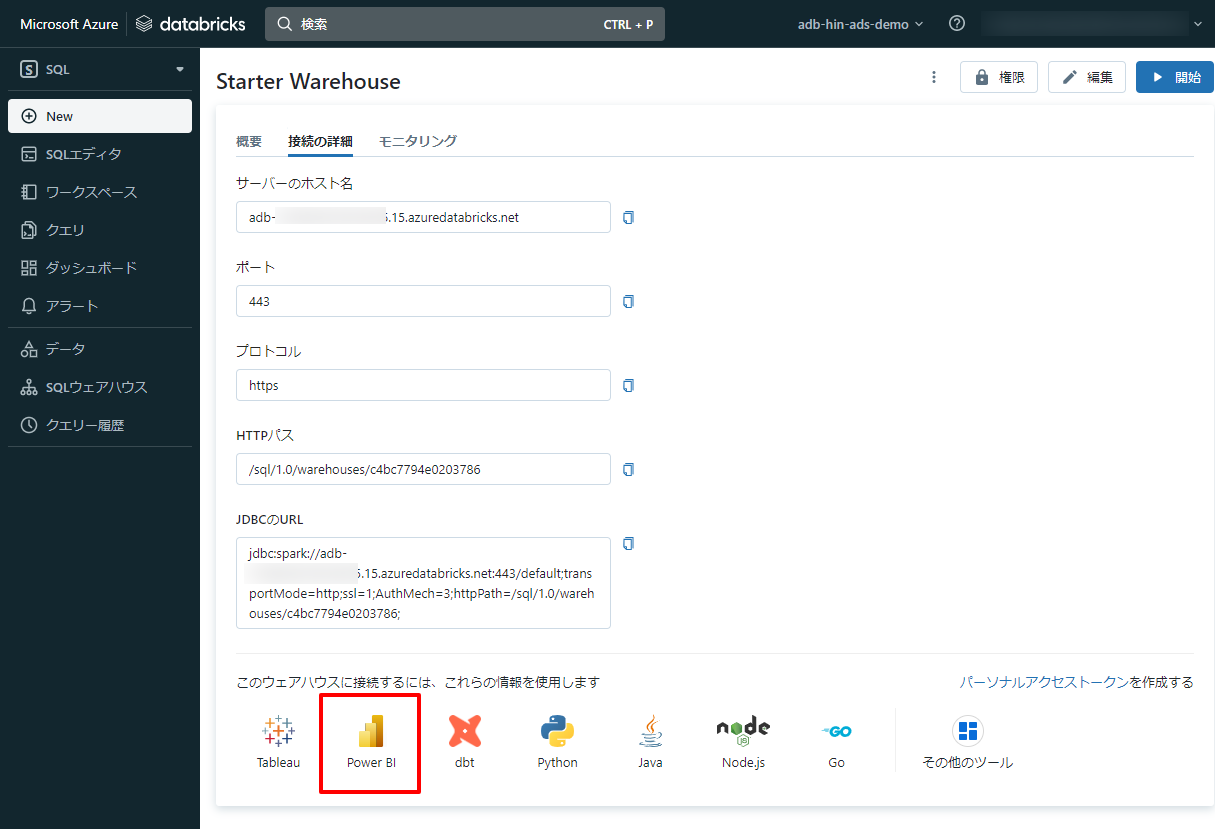 Microsoft Azure databricks 検索 CTRL + P adb-hin-ads-demo
SQL
New
SQLエディタ
ワークスペース
クエリ
ダッシュボード
アラート
データ
SQLウェアハウス
クエリー履歴
Starter Warehouse
権限 編集 開始
概要 接続の詳細 モニタリング
サーバーのホスト名
adb- 5.15.azuredatabricks.net
ポート
443
プロトコル
https
HTTPパス
/sql/1.0/warehouses/c4bc7794e0203786
JDBCのURL
jdbc:spark://adb-
5.15.azuredatabricks.net:443/default;trans
portMode=http;ssl=1;AuthMech=3;httpPath=/sql/1.0/wareh
ouses/c4bc7794e0203786;
このウェアハウスに接続するには、これらの情報を使用します パーソナルアクセストークンを作成する
Tableau Power BI dbt Python Java Node.js Go その他のツール